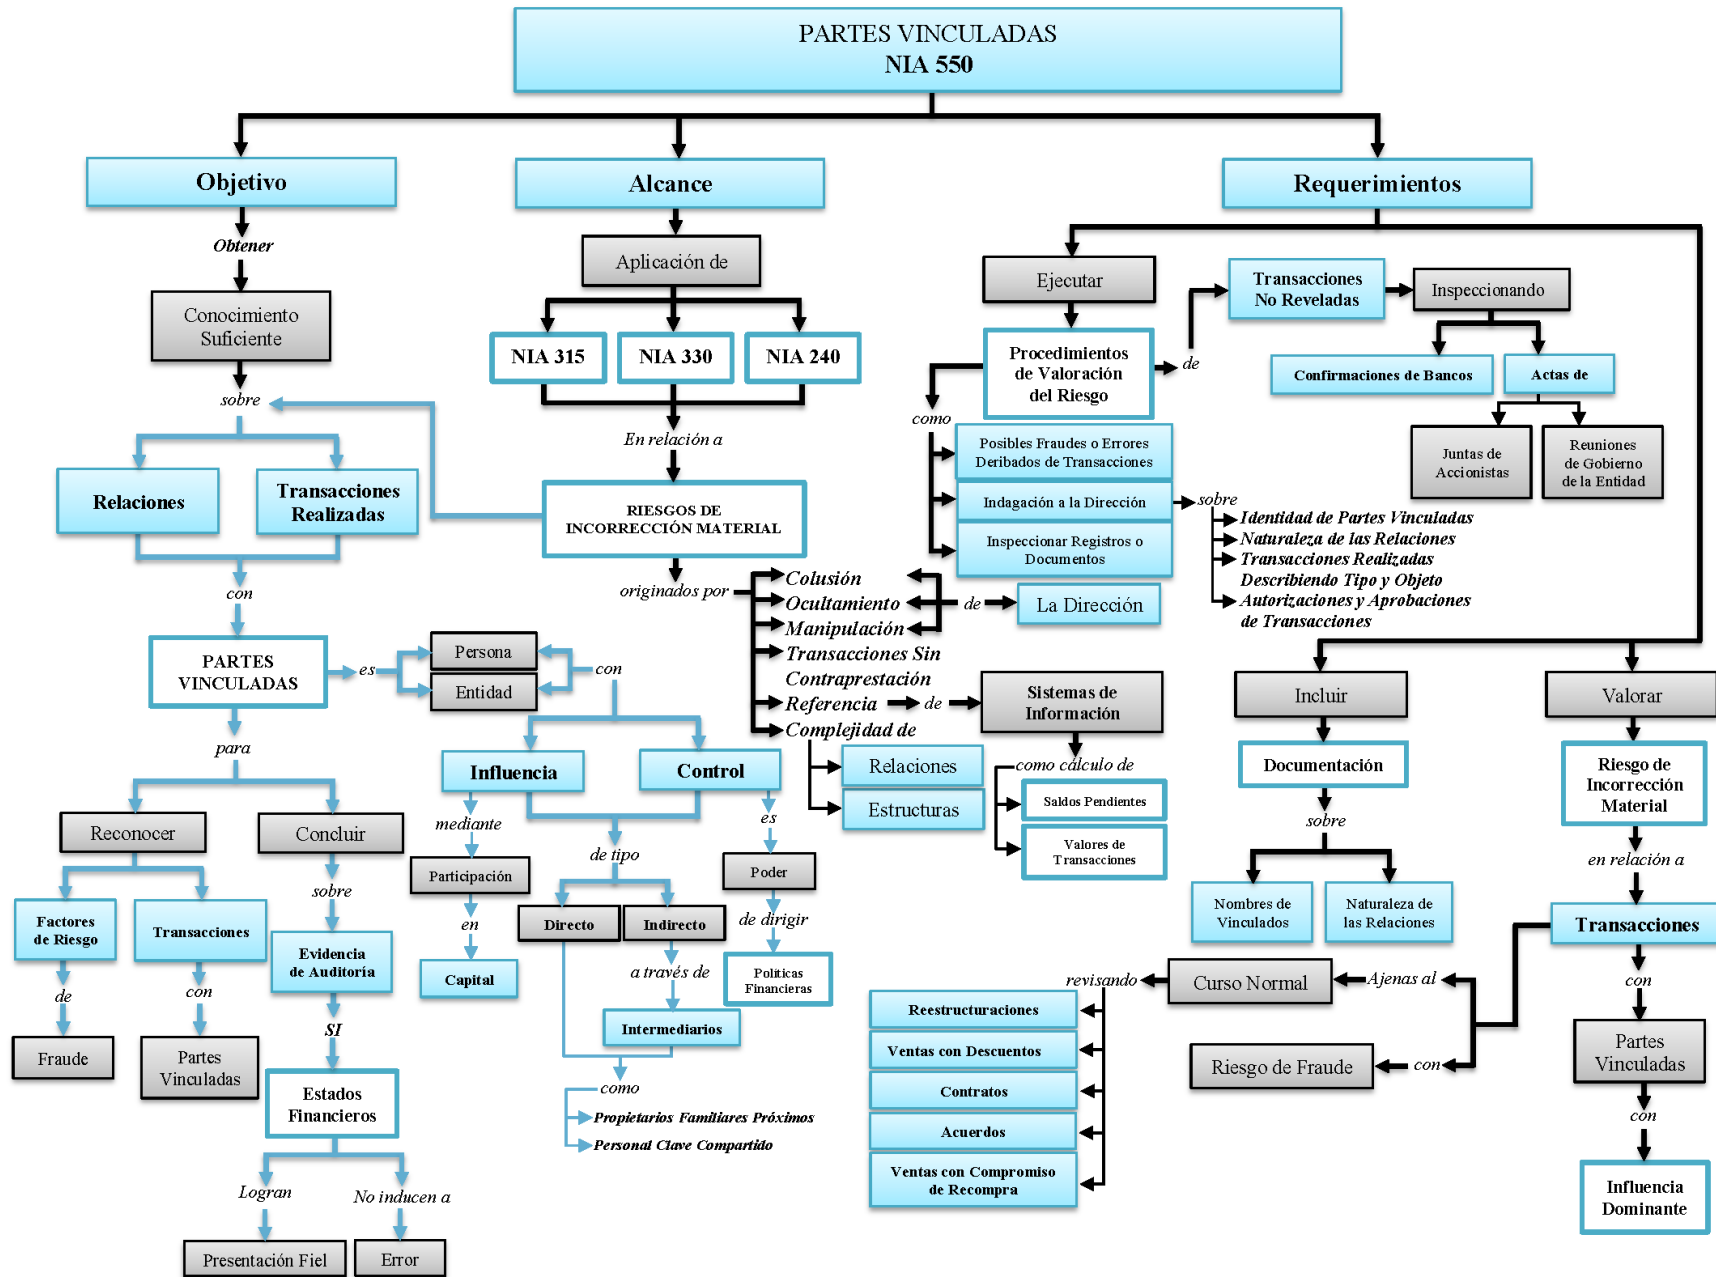 PARTES VINCULADAS
NIA 550
Objetivo
Obtener
Conocimiento
Suficiente
sobre
Relaciones
Transacciones
Realizadas
con
PARTES
VINCULADAS
es
Persona
Entidad
con
Influencia
Control
mediante
Participación
en
Capital
de tipo
Directo
Indirecto
a través de
Intermediarios
como
Propietarios Familiares Próximos
Personal Clave Compartido
es
Poder
de dirigir
Políticas
Financieras
para
Reconocer
Concluir
Factores
de Riesgo
de
Fraude
Transacciones
con
Partes
Vinculadas
sobre
Evidencia
de Auditoría
SI
Estados
Financieros
Logran
No inducen a
Presentación Fiel
Error
Alcance
Aplicación de
NIA 315
NIA 330
NIA 240
En relación a
RIESGOS DE
INCORRECCIÓN MATERIAL
originados por
Colusión
Ocultamiento
Manipulación
de
La Dirección
Transacciones Sin
Contraprestación
Referencia
de
Sistemas de
Información
como cálculo de
Saldos Pendientes
Valores de
Transacciones
Complejidad de
Relaciones
Estructuras
Requerimientos
Ejecutar
Procedimientos
de Valoración
del Riesgo
de
Transacciones
No Reveladas
Inspeccionando
Confirmaciones de Bancos
Actas de
Juntas de
Accionistas
Reuniones
de Gobierno
de la Entidad
como
Posibles Fraudes o Errores
Deribados de Transacciones
Indagación a la Dirección
sobre
Identidad de Partes Vinculadas
Naturaleza de las Relaciones
Transacciones Realizadas
Describiendo Tipo y Objeto
Autorizaciones y Aprobaciones
de Transacciones
Inspeccionar Registros o
Documentos
Incluir
Documentación
sobre
Nombres de
Vinculados
Naturaleza de
las Relaciones
Valorar
Riesgo de
Incorrección
Material
en relación a
Transacciones
con
Partes
Vinculadas
con
Influencia
Dominante
Ajenas al
Curso Normal
revisando
Reestructuraciones
Ventas con Descuentos
Contratos
Acuerdos
Ventas con Compromiso
de Recompra
con
Riesgo de Fraude